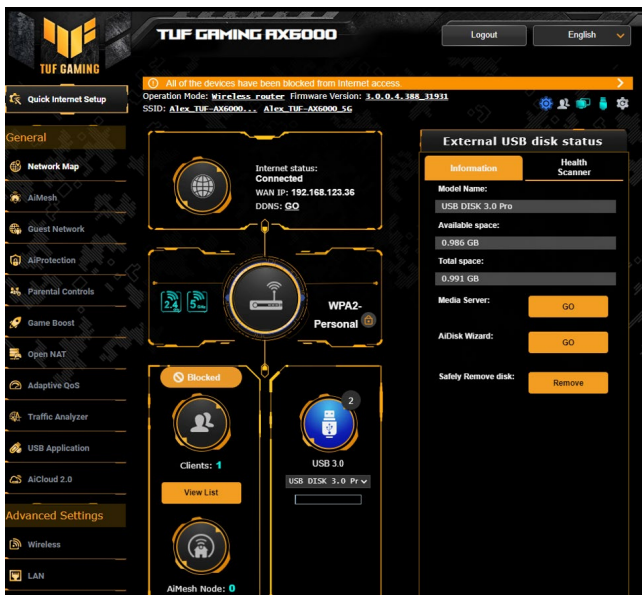 TUF GAMING
TUF GAMING AX6000
Logout
English
All of the devices have been blocked from Internet access.
Quick Internet Setup
Operation Mode: Wireless router Firmware Version: 3.0.0.4.388_31931
SSID: Alex_TUF-AX6000... Alex_TUF-AX6000_5G
General
Network Map
AiMesh
Guest Network
AiProtection
Parental Controls
Game Boost
Open NAT
Adaptive QoS
Traffic Analyzer
USB Application
AiCloud 2.0
Advanced Settings
Wireless
LAN
Internet status:
Connected
WAN IP: 192.168.123.36
DDNS: GO
2.4
5
WPA2-
Personal
Blocked
Clients: 1
View List
AiMesh Node: 0
2
USB 3.0
USB DISK 3.0 Pr
External USB disk status
Information
Health
Scanner
Model Name:
USB DISK 3.0 Pro
Available space:
0.986 GB
Total space:
0.991 GB
Media Server:
GO
AiDisk Wizard:
GO
Safely Remove disk:
Remove